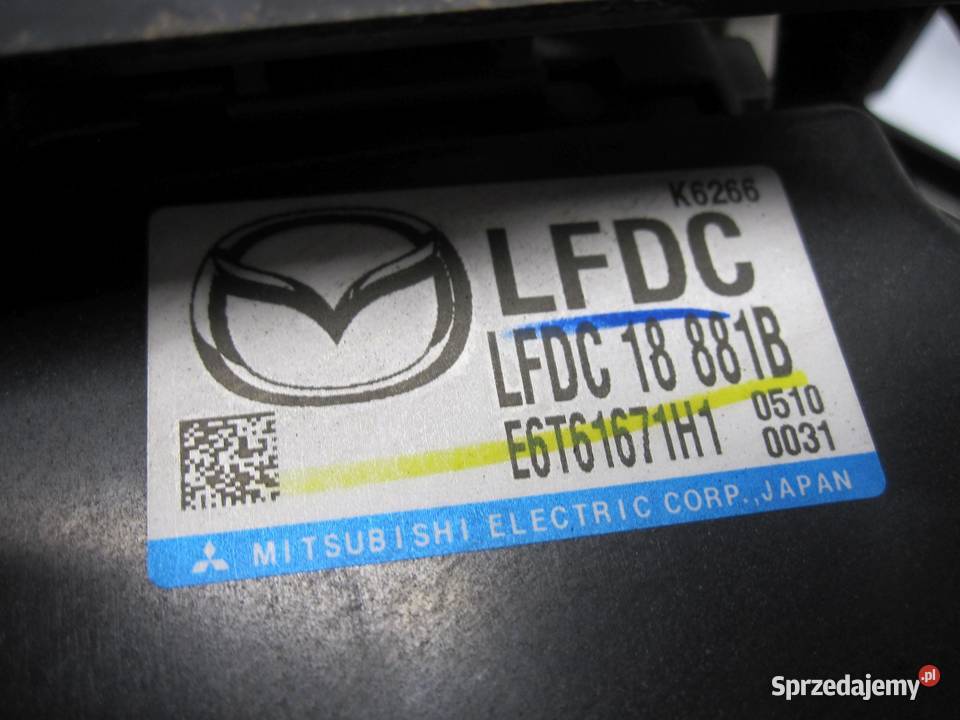 K6266
LFDC
LFDC 18 881B
E6T61671H1 0510
0031
MITSUBISHI ELECTRIC CORP., JAPAN
Sprzedajemy.pl